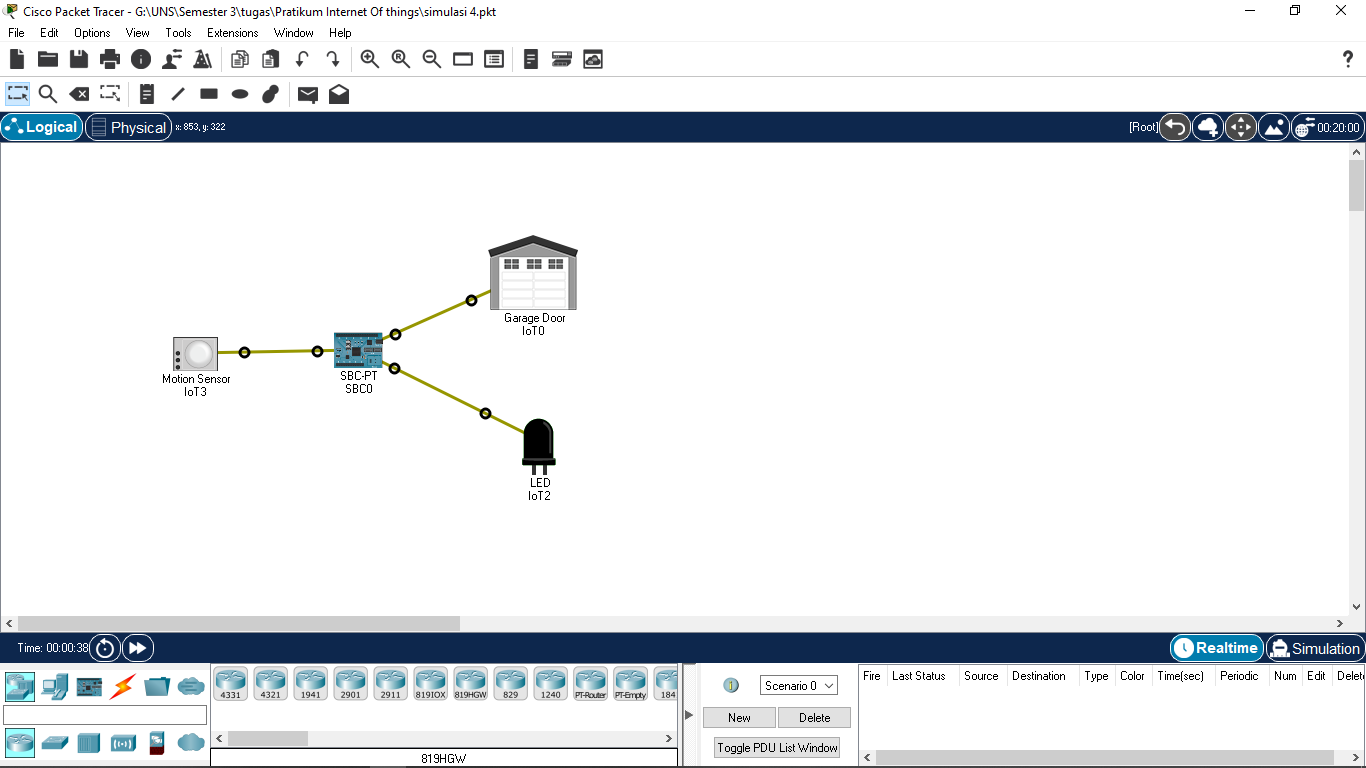 Cisco Packet Tracer - G:\UNS\Semester 3\tugas\Pratikum Internet Of things\simulasi 4.pkt
File Edit Options View Tools Extensions Window Help
Logical Physical x: 853, y: 322 [Root] 00:20:00
Garage Door
IoT0
Motion Sensor
IoT3
SBC-PT
SBC0
LED
IoT2
Time: 00:00:38 Realtime Simulation
4331 4321 1941 2901 2911 819IOX 819HGW 829 1240 PT-Router PT-Empty 184
819HGW
Scenario 0
New Delete
Toggle PDU List Window
Fire Last Status Source Destination Type Color Time(sec) Periodic Num Edit Delet